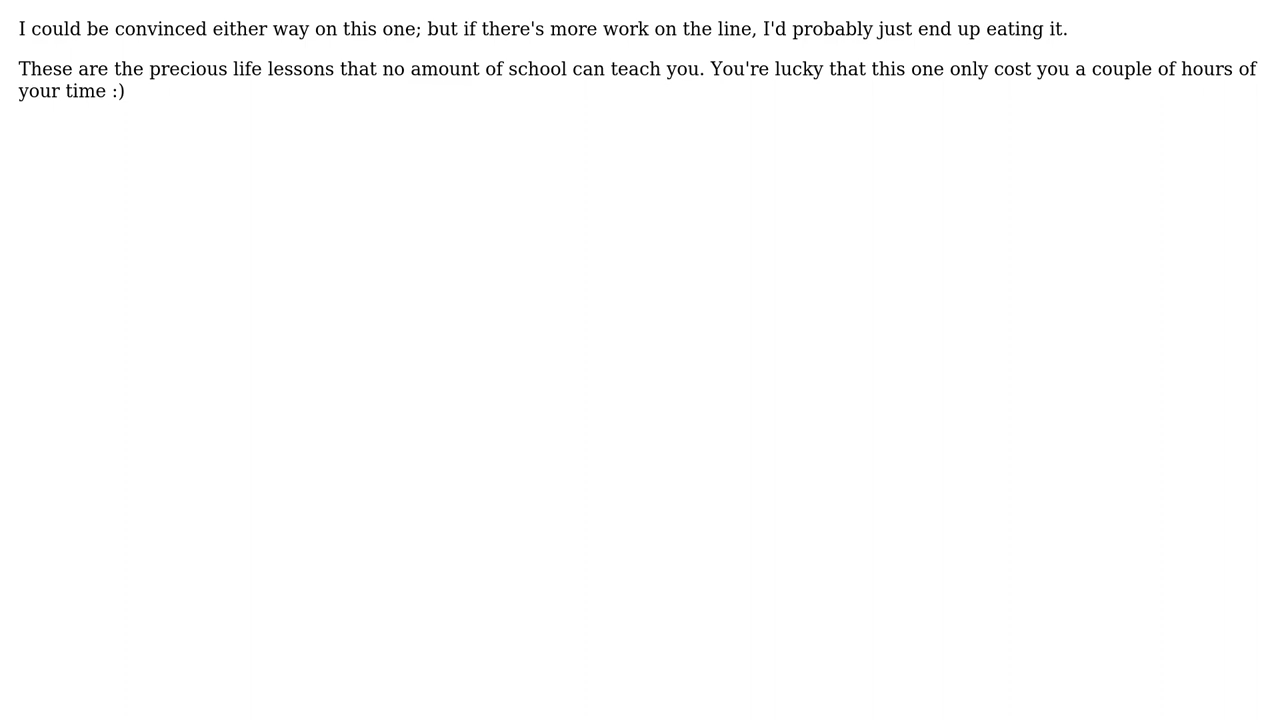 I could be convinced either way on this one; but if there's more work on the line, I'd probably just end up eating it.
These are the precious life lessons that no amount of school can teach you. You're lucky that this one only cost you a couple of hours of
your time :)